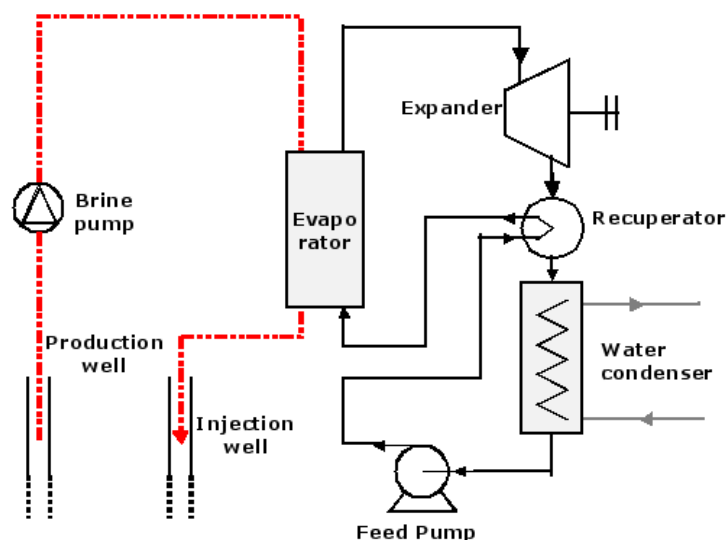 Expander
Brine
pump
Evapo
rator
Recuperator
Production
well
Water
condenser
Injection
well
Feed Pump